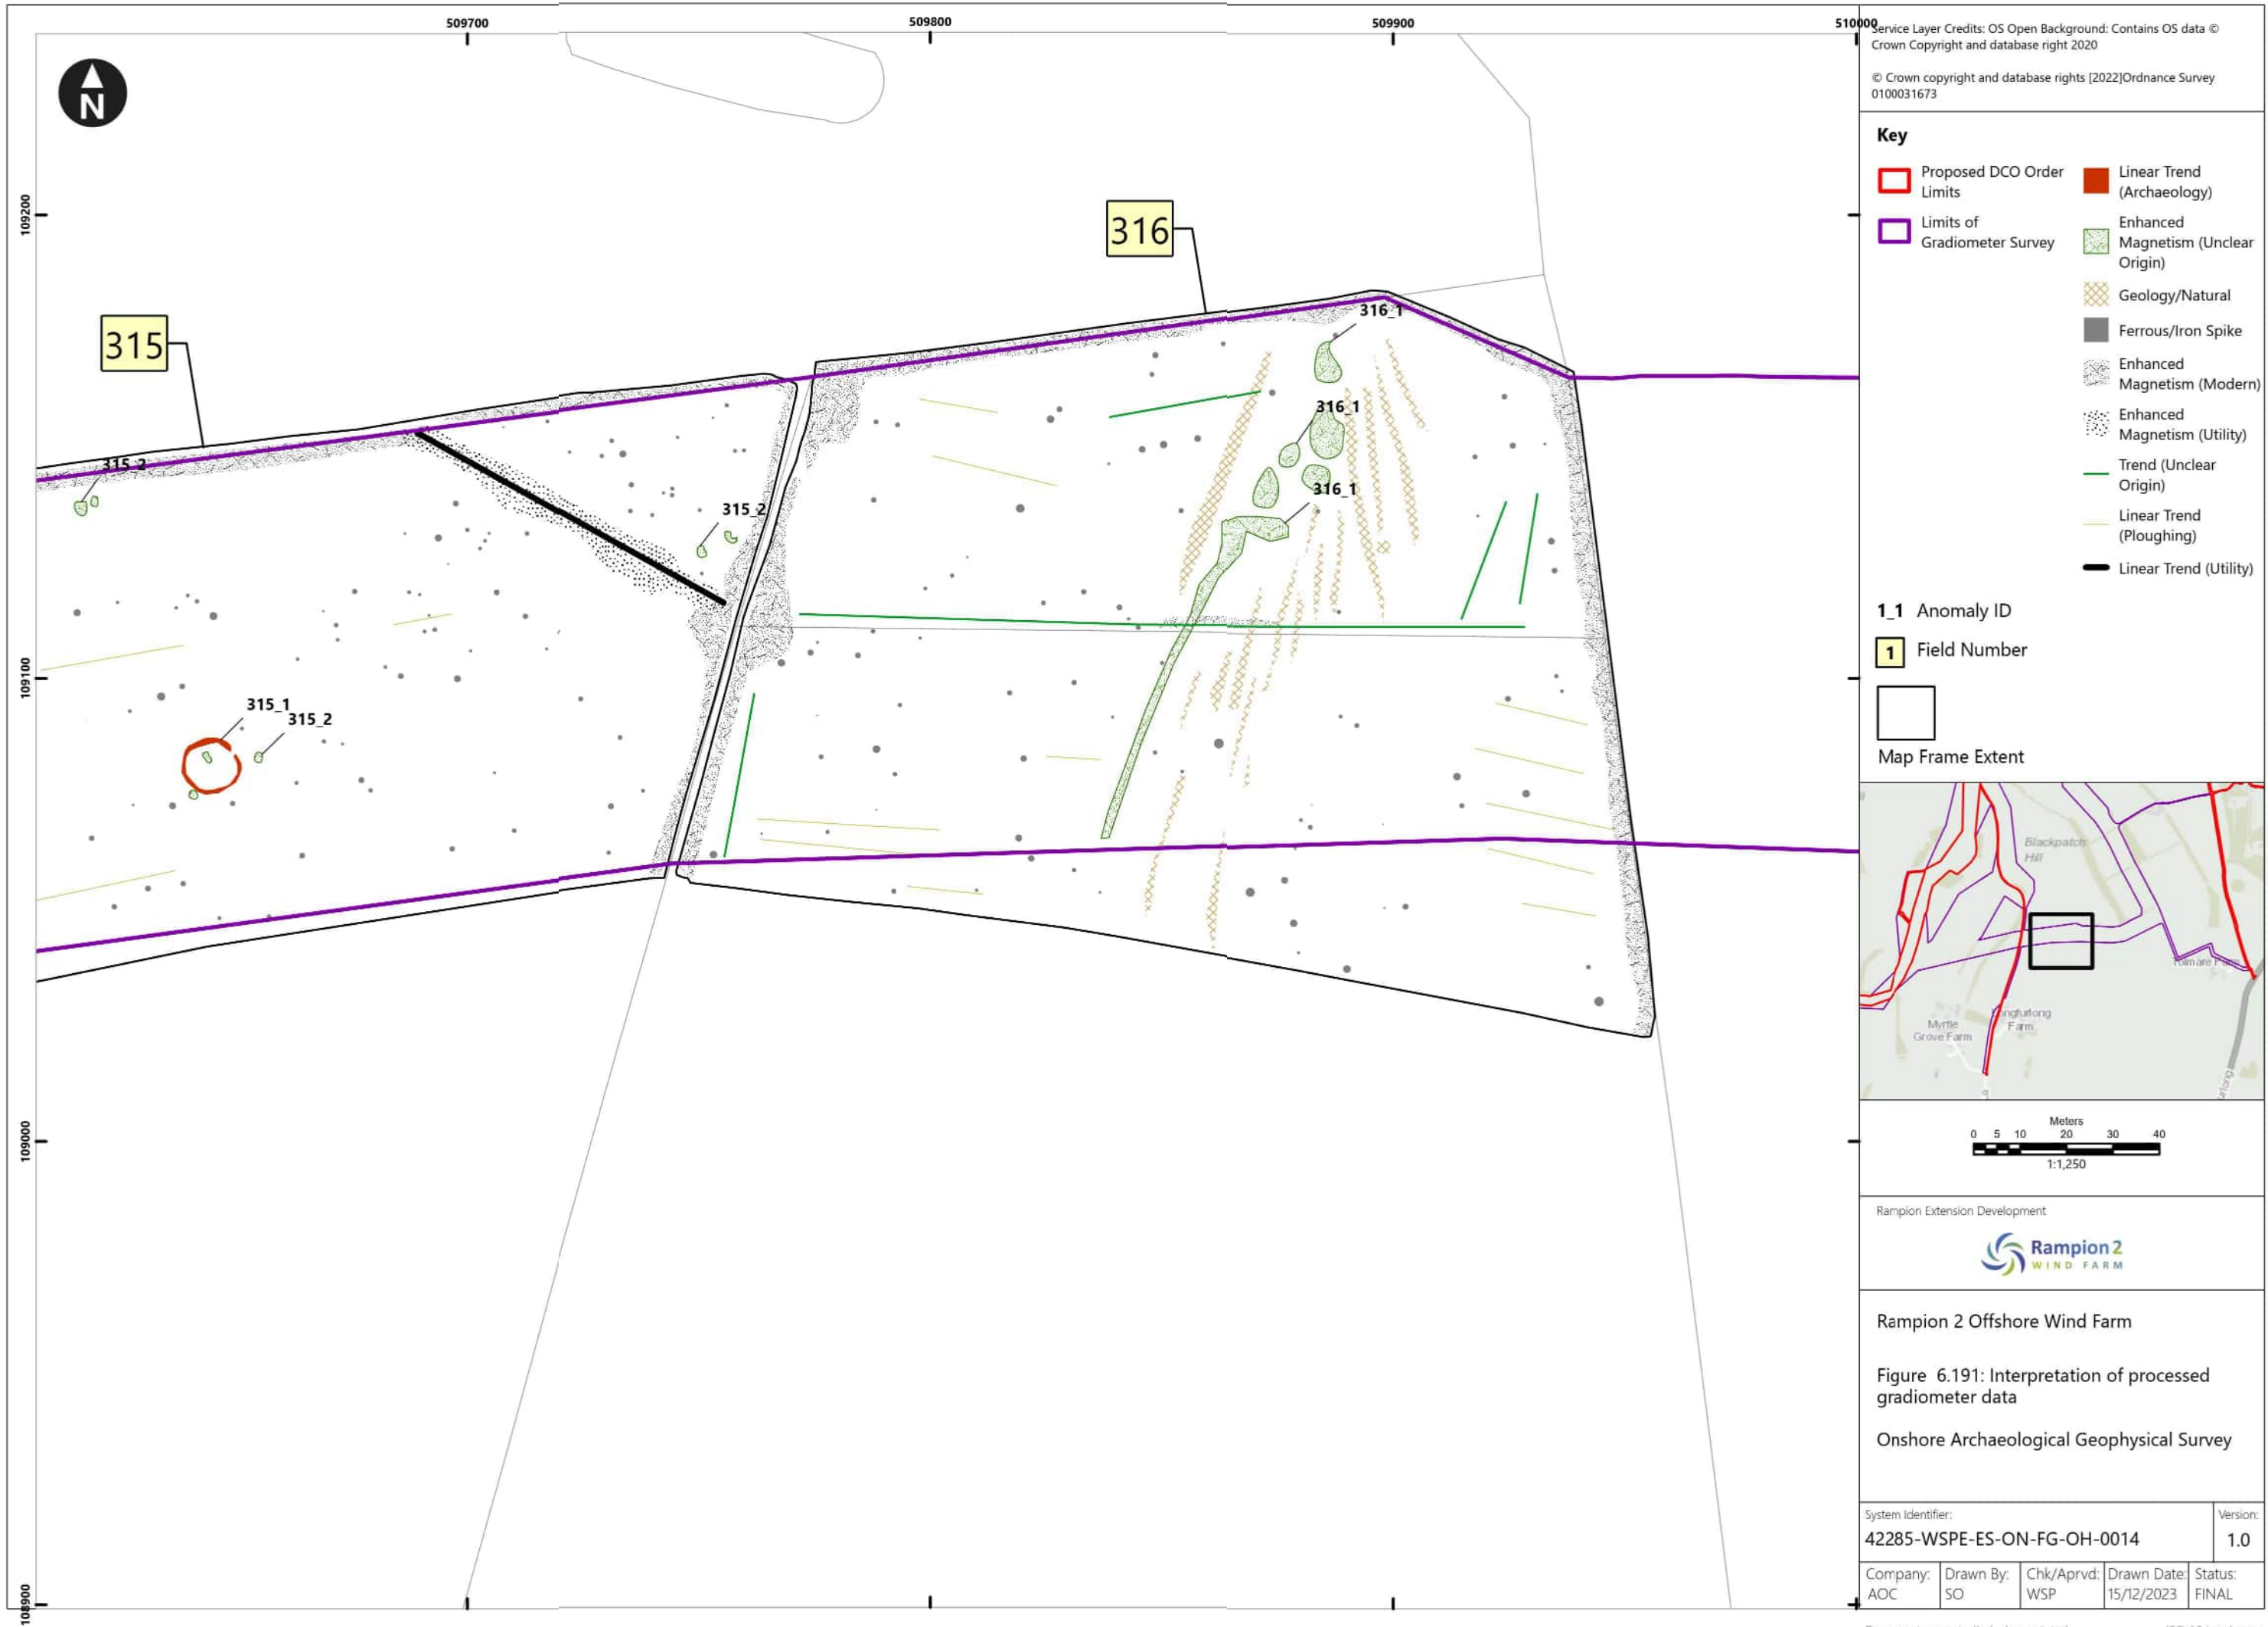 509700
509800
509900
510000
109200
109100
109000
108900
N
315
316
315_2
315_2
315_1
315_2
316_1
316_1
316_1
Service Layer Credits: OS Open Background: Contains OS data ©
Crown Copyright and database right 2020
© Crown copyright and database rights [2022]Ordnance Survey
0100031673
Key
Proposed DCO Order
Limits
Limits of
Gradiometer Survey
Linear Trend
(Archaeology)
Enhanced
Magnetism (Unclear
Origin)
Geology/Natural
Ferrous/Iron Spike
Enhanced
Magnetism (Modern)
Enhanced
Magnetism (Utility)
Trend (Unclear
Origin)
Linear Trend
(Ploughing)
Linear Trend (Utility)
1_1 Anomaly ID
1 Field Number
Map Frame Extent
Blackpatch
Hill
Myrtle
Grove Farm
Farm
Meters
0 5 10 20 30 40
1:1,250
Rampion Extension Development
Rampion 2
WIND FARM
Rampion 2 Offshore Wind Farm
Figure 6.191: Interpretation of processed
gradiometer data
Onshore Archaeological Geophysical Survey
System Identifier:
42285-WSPE-ES-ON-FG-OH-0014
Version:
1.0
Company:
AOC
Drawn By:
SO
Chk/Aprvd:
WSP
Drawn Date:
15/12/2023
Status:
FINAL